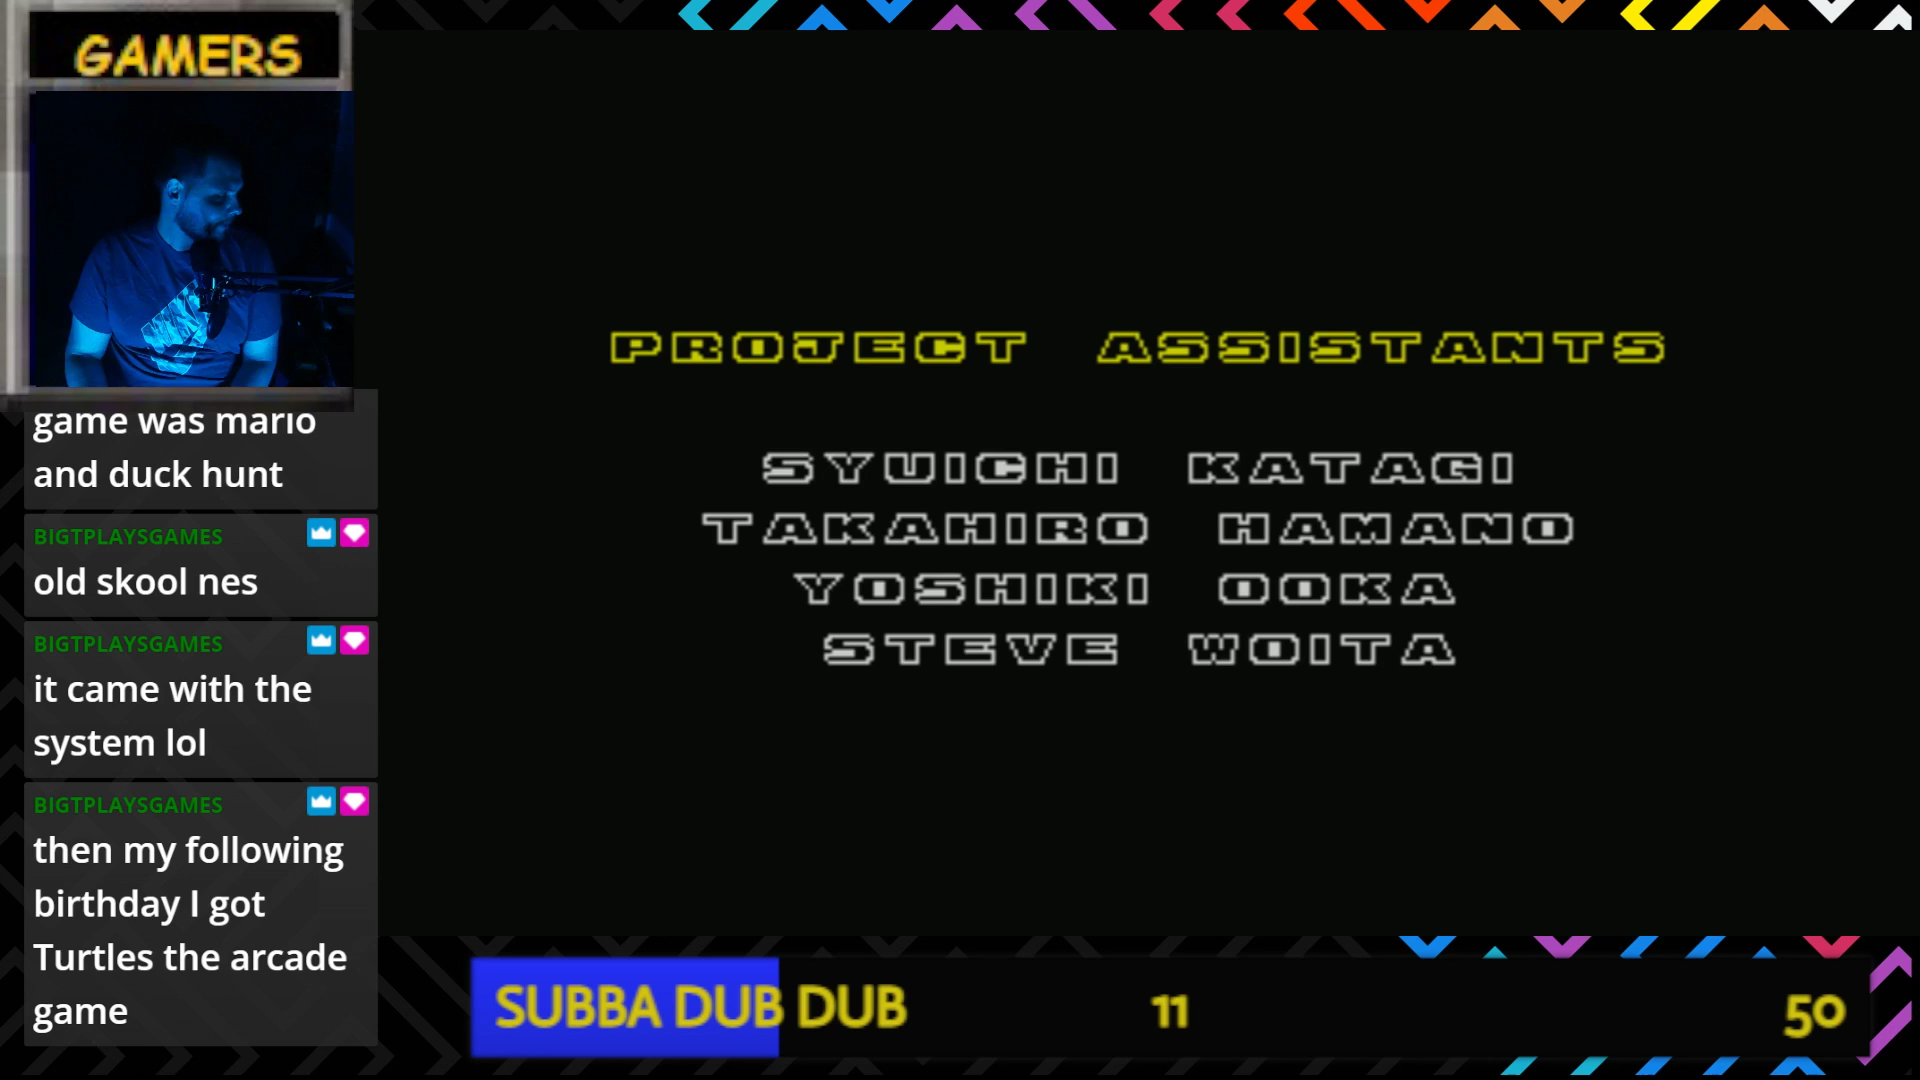 GAMERS
game was mario
and duck hunt
BIGTPLAYSGAMES
old skool nes
BIGTPLAYSGAMES
it came with the
system lol
BIGTPLAYSGAMES
then my following
birthday I got
Turtles the arcade
game
PROJECT ASSISTANTS
SYUICHI KATAGI
TAKAHIRO HAMANO
YOSHIKI OOKA
STEVE WOITA
SUBBA DUB DUB 11 50